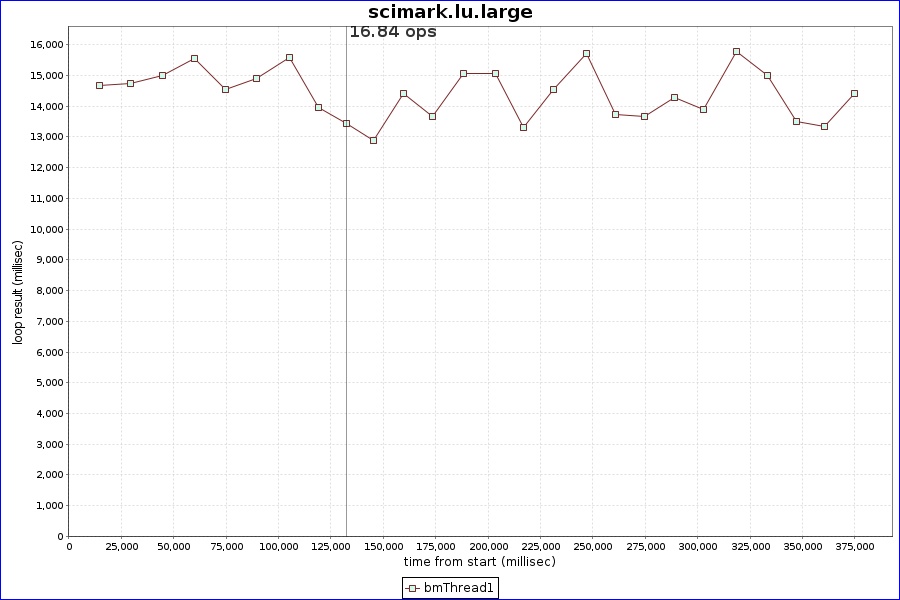 scimark.lu.large
16.84 ops
16,000
15,000
14,000
13,000
12,000
11,000
10,000
9,000
8,000
7,000
6,000
5,000
4,000
3,000
2,000
1,000
0
loop result (millisec)
0 25,000 50,000 75,000 100,000 125,000 150,000 175,000 200,000 225,000 250,000 275,000 300,000 325,000 350,000 375,000
time from start (millisec)
bmThread1